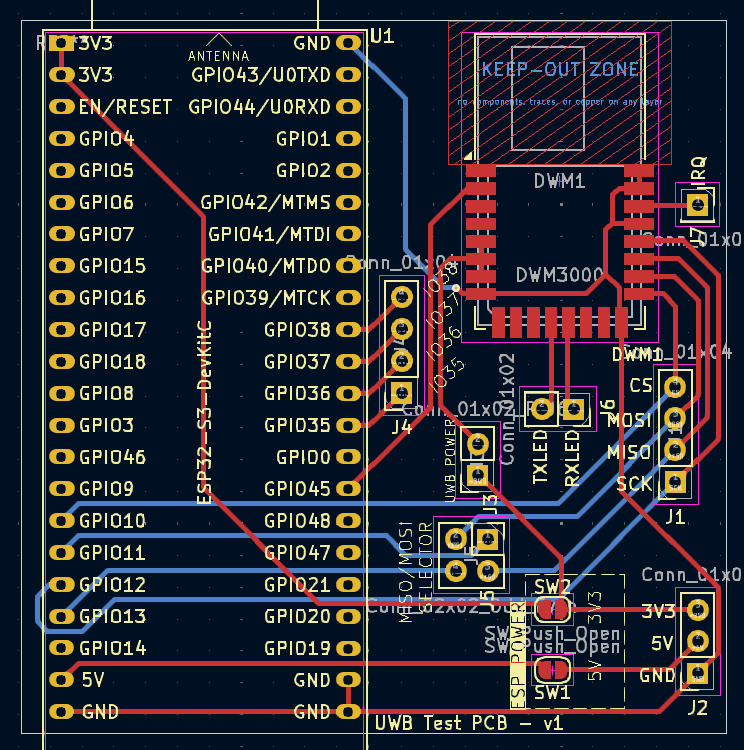 3V3
GND
U1
ANTENNA
3V3
GPIO43/U0TXD
KEEP-OUT ZONE
EN/RESET
GPIO44/U0RXD
no components, traces, or copper on any layer
GPIO4
GPIO1
GPIO5
GPIO2
IRQ
DWM1
GPIO6
GPIO42/MTMS
GPIO7
GPIO41/MTDI
J7
Conn_01x0
GPIO15
GPIO40/MTDO
Conn_01x04
DWM3000
GPIO16
GPIO39/MTCK
IO38
IO37
IO36
IO35
GPIO17
GPIO38
GPIO18
GPIO37
J4
DWM1
GPIO8
GPIO36
Conn_01x02
CS
GPIO3
GPIO35
J4
J6
MOSI
ESP32-S3-DevKitC
GPIO46
GPIO0
UWB POWER
TXLED
RXLED
MISO
GPIO9
GPIO45
SCK
J3
J1
GPIO10
GPIO48
MISO/MOSI
SELECTOR
GPIO11
GPIO47
J5
GPIO12
GPIO21
Conn_01x0
SW2
J5
GPIO13
GPIO20
3V3
3V3
SW_Push_Open
GPIO14
GPIO19
SW_Push_Open
5V
ESP POWER
5V
5V
GND
GND
SW1
GND
GND
J2
UWB Test PCB - v1